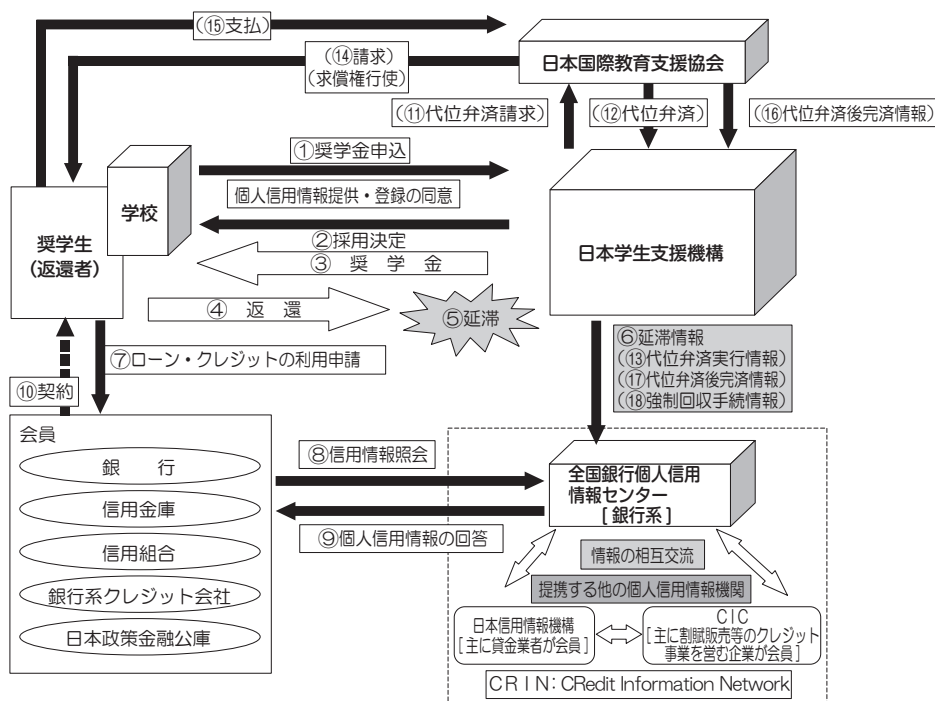 (⑮支払)
(⑭請求)
(求償権行使)
日本国際教育支援協会
(⑪代位弁済請求)
(⑫代位弁済)
(⑯代位弁済後完済情報)
①奨学金申込
個人信用情報提供・登録の同意
学校
奨学生
(返還者)
②採用決定
③ 奨 学 金
日本学生支援機構
④ 返 還
⑤延滞
⑥延滞情報
(⑬代位弁済実行情報)
(⑰代位弁済後完済情報)
(⑱強制回収手続情報)
⑦ローン・クレジットの利用申請
⑩契約
会員
銀 行
信用金庫
信用組合
銀行系クレジット会社
日本政策金融公庫
⑧信用情報照会
⑨個人信用情報の回答
全国銀行個人信用
情報センター
[銀行系]
情報の相互交流
提携する他の個人信用情報機関
日本信用情報機構
[主に貸金業者が会員]
CIC
[主に割賦販売等のクレジット
事業を営む企業が会員]
CRIN: CRedit Information Network